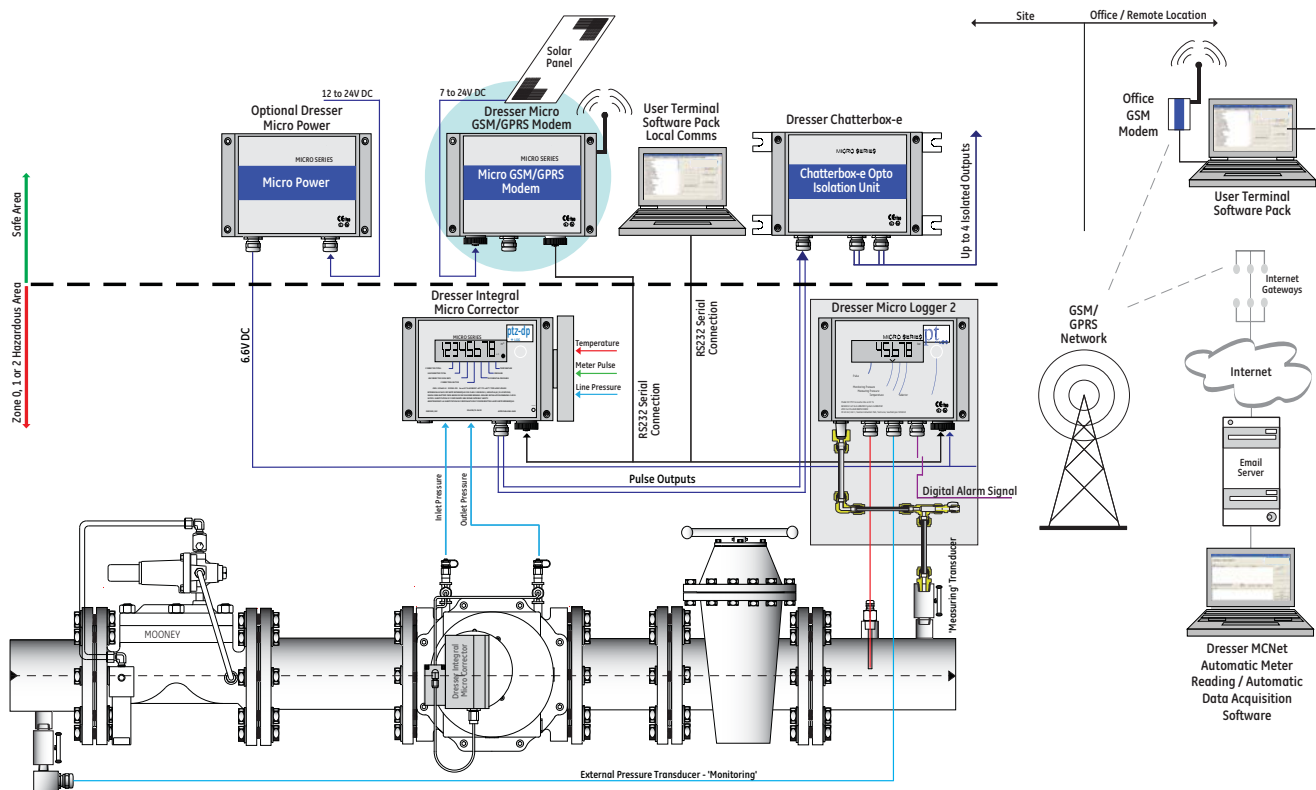 Site
Office / Remote Location
Solar
Panel
12 to 24V DC
7 to 24V DC
Optional Dresser
Micro Power
Dresser Micro
GSM/GPRS Modem
User Terminal
Software Pack
Local Comms
Dresser Chatterbox-e
Office
GSM
Modem
MICRO SERIES
Micro Power
MICRO SERIES
Micro GSM/GPRS
Modem
MICRO SERIES
Chatterbox-e Opto
Isolation Unit
User Terminal
Software Pack
Safe Area
Up to 4 Isolated Outputs
Zone 0, 1 or 2 Hazardous Area
6.6V DC
Dresser Integral
Micro Corrector
MICRO SERIES
ptz-dp
12345678
Temperature
Meter Pulse
Line Pressure
RS232 Serial
Connection
RS232 Serial
Connection
Dresser Micro Logger 2
MICRO SERIES
pt
45678
GSM/
GPRS
Network
Internet
Gateways
Internet
Email
Server
Inlet Pressure
Outlet Pressure
Pulse Outputs
Digital Alarm Signal
'Measuring' Transducer
MOONEY
Dresser Integral
Micro Corrector
Dresser MCNet
Automatic Meter
Reading / Automatic
Data Acquisition
Software
External Pressure Transducer - 'Monitoring'